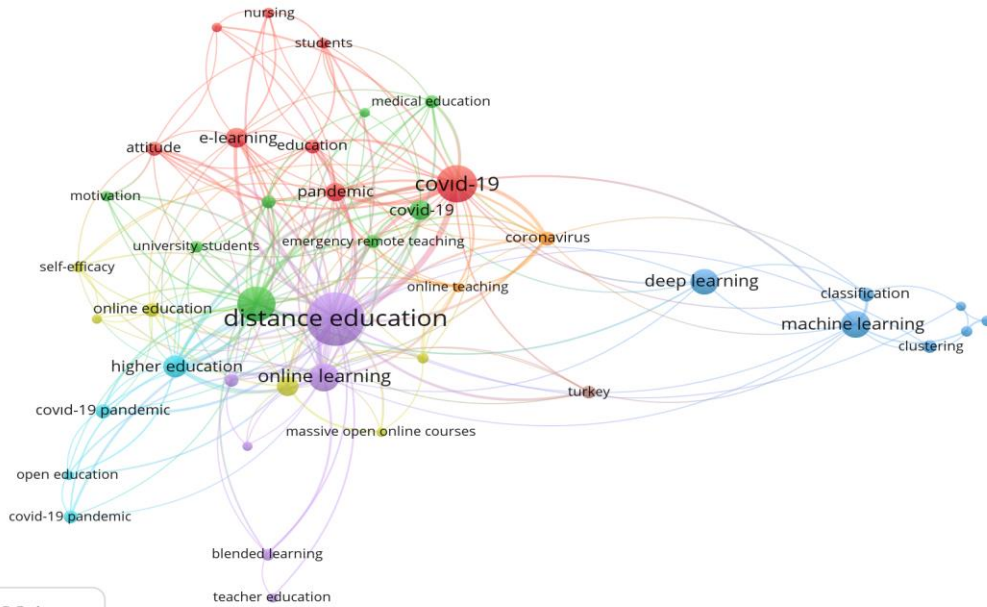 nursing
students
medical education
e-learning
education
attitude
covıd-19
pandemic
motivation
covid-19
coronavirus
university students
emergency remote teaching
self-efficacy
deep learning
online teaching
classification
online education
distance education
machine learning
clustering
higher education
online learning
turkey
covıd-19 pandemic
massive open online courses
open education
covid-19 pandemic
blended learning
teacher education